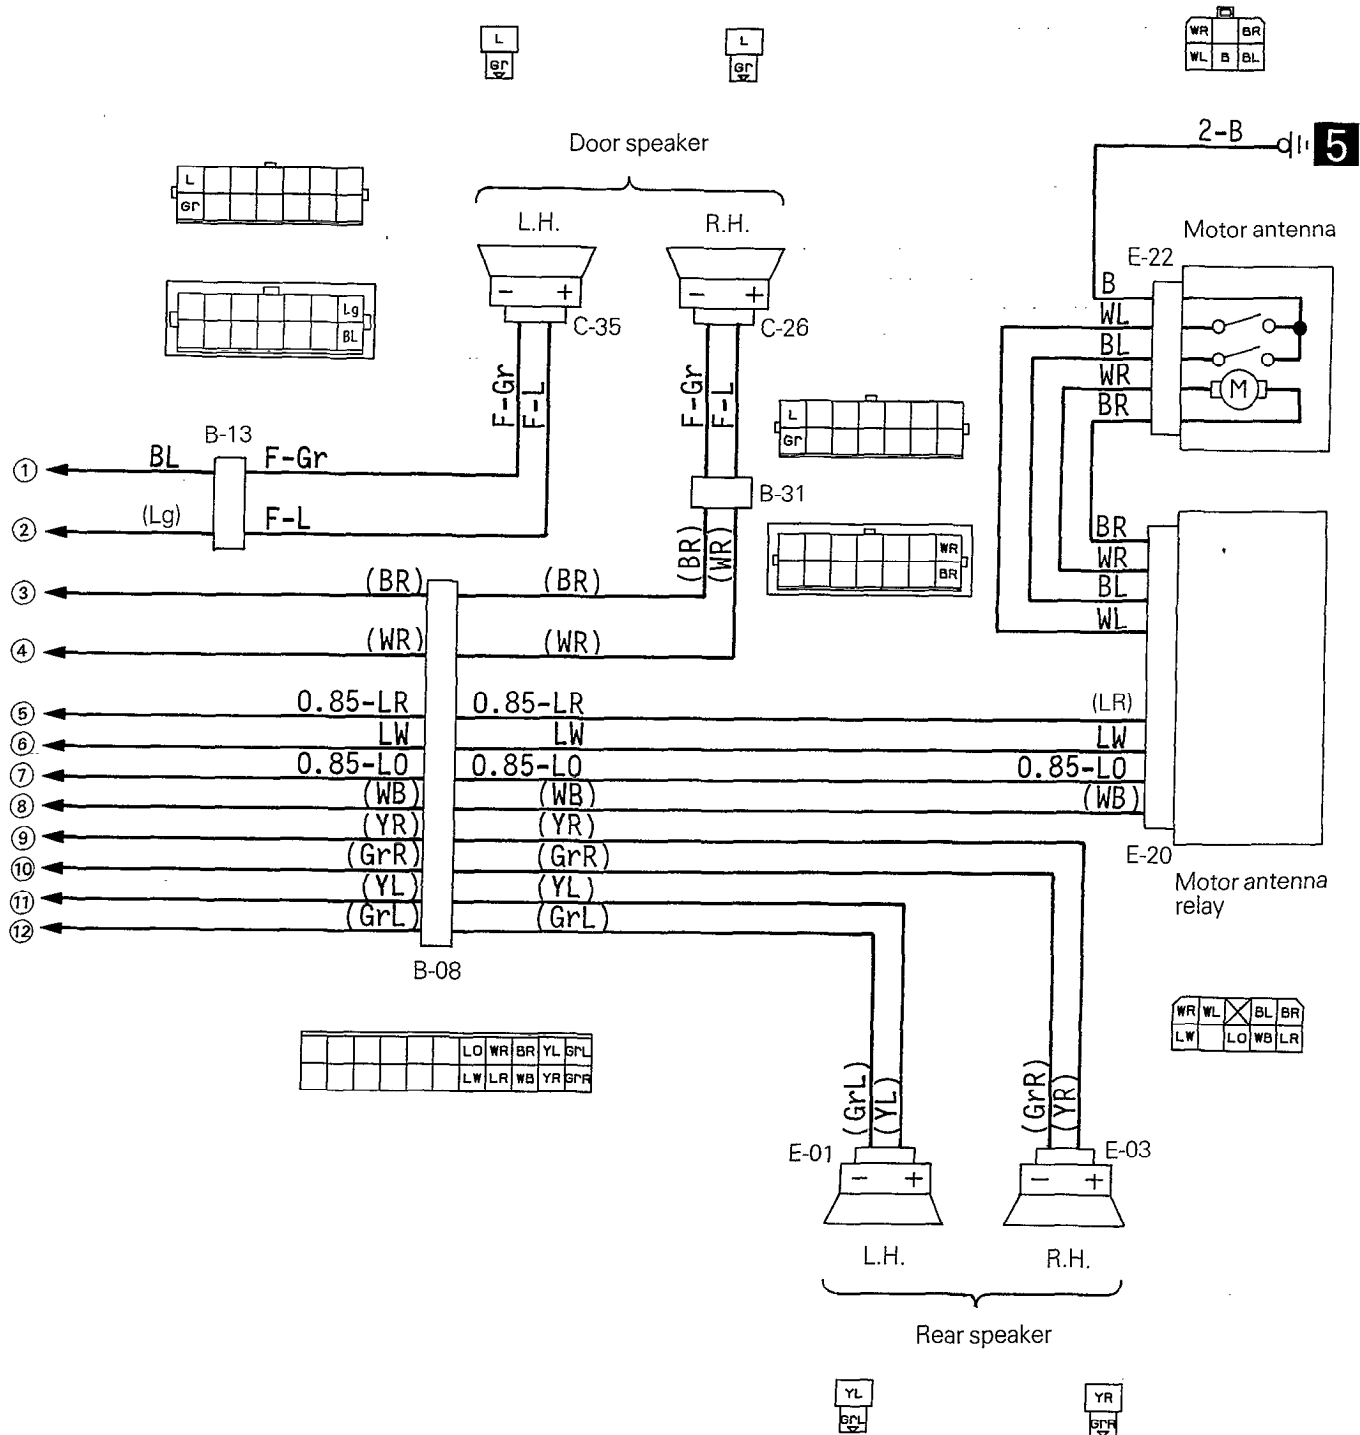 L
Gr
L
Gr
WR BR
WL B BL
2-B
5
Door speaker
L
Gr
L.H.
R.H.
Motor antenna
E-22
- +
- +
C-35
C-26
Lg
BL
B
WL
BL
WR
BR
M
F-Gr
F-L
F-Gr
F-L
L
Gr
B-13
① BL F-Gr
② (Lg) F-L
B-31
(BR)
(WR)
WR
BR
BR
WR
BL
WL
③ (BR) (BR)
④ (WR) (WR)
⑤ 0.85-LR 0.85-LR (LR)
⑥ LW LW LW
⑦ 0.85-LO 0.85-LO 0.85-LO
⑧ (WB) (WB) (WB)
⑨ (YR) (YR)
⑩ (GrR) (GrR)
⑪ (YL) (YL)
⑫ (GrL) (GrL)
E-20
Motor antenna
relay
B-08
WR WL BL BR
LW LO WB LR
LO WR BR YL GrL
LW LR WB YR GrR
(GrL)
(YL)
(GrR)
(YR)
E-01
E-03
- +
- +
L.H.
R.H.
Rear speaker
YL
GrL
YR
GrR